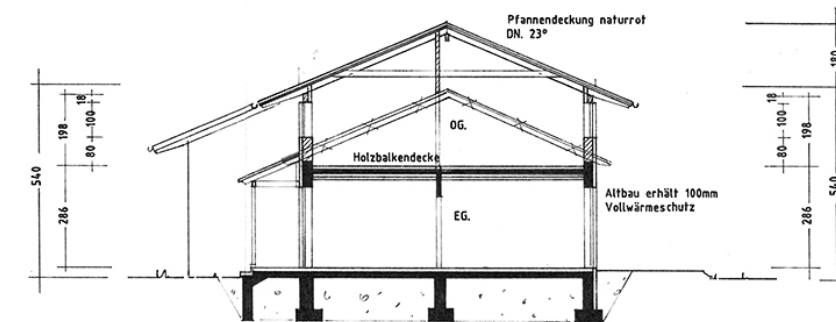 Pfannendeckung naturrot
DN. 23°
180
18
100
198
80
540
286
OG.
Holzbalkendecke
EG.
Altbau erhält 100mm
Vollwärmeschutz
18
100
198
80
286
540